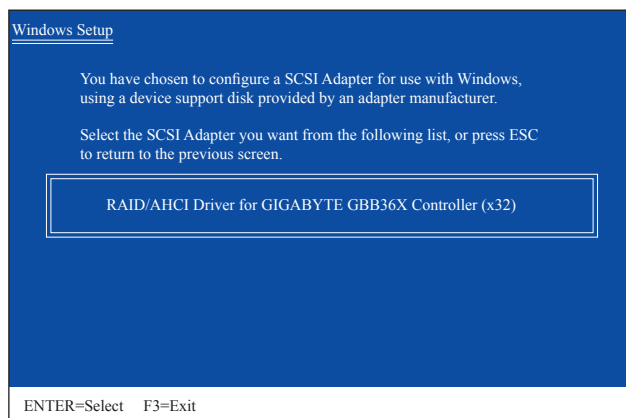 Windows Setup
You have chosen to configure a SCSI Adapter for use with Windows,
using a device support disk provided by an adapter manufacturer.
Select the SCSI Adapter you want from the following list, or press ESC
to return to the previous screen.
RAID/AHCI Driver for GIGABYTE GBB36X Controller (x32)
ENTER=Select F3=Exit